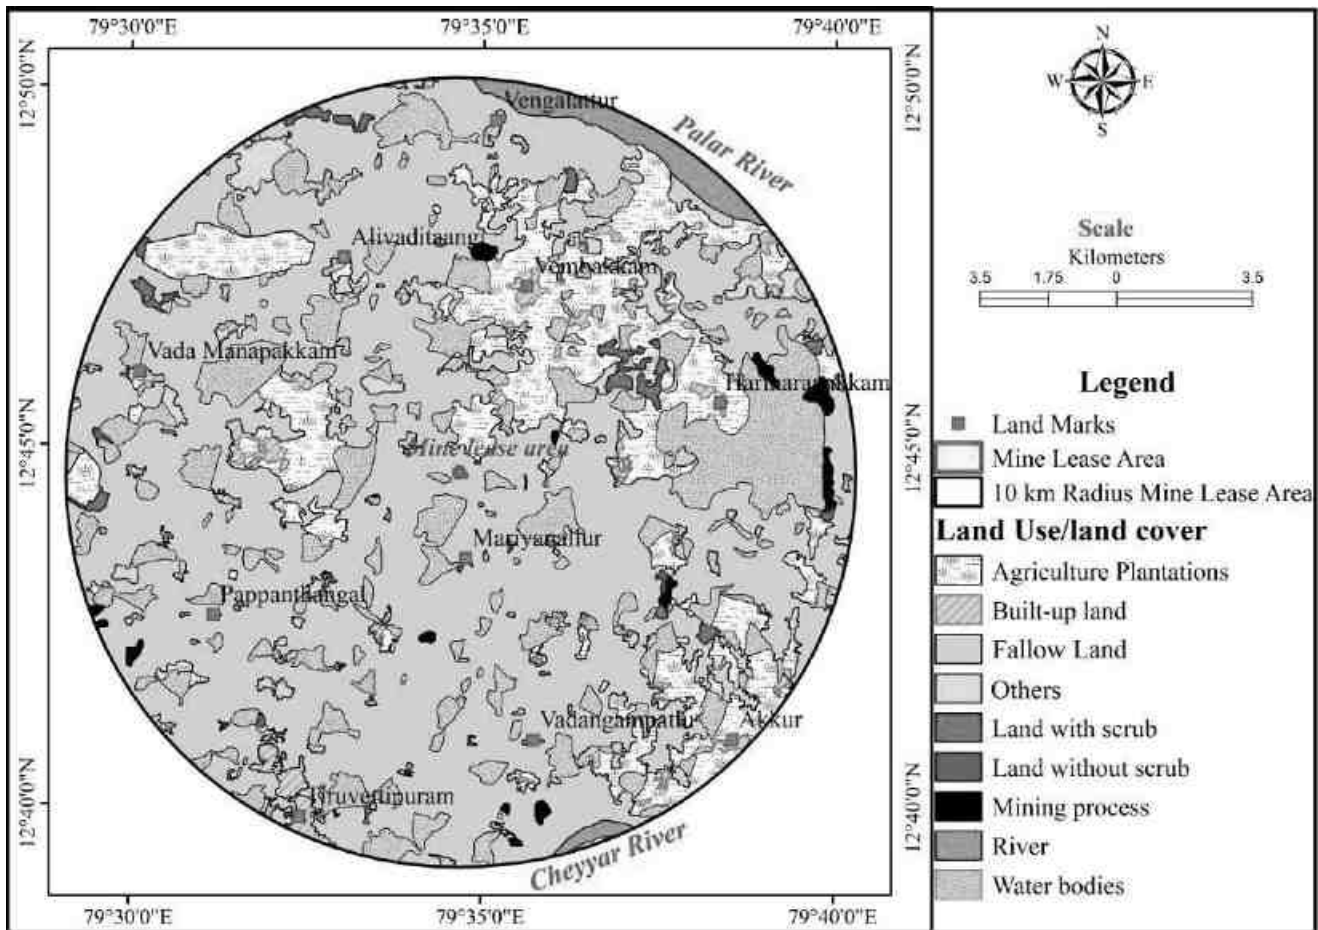 79°30'0"E 79°35'0"E 79°40'0"E
12°50'0"N
12°50'0"N
Vengalattur
Palar River
Alivaditaangi
Vembakkam
Vada Manapakkam
12°45'0"N
Mine lease area
12°45'0"N
Mariyanallur
Pappanthangal
Vadangampattu
Akkur
12°40'0"N
Tiruvettipuram
12°40'0"N
Cheyyar River
79°30'0"E 79°35'0"E 79°40'0"E
N
W E
S
Scale
Kilometers
3.5 1.75 0 3.5
Legend
Land Marks
Mine Lease Area
10 km Radius Mine Lease Area
Land Use/land cover
Agriculture Plantations
Built-up land
Fallow Land
Others
Land with scrub
Land without scrub
Mining process
River
Water bodies